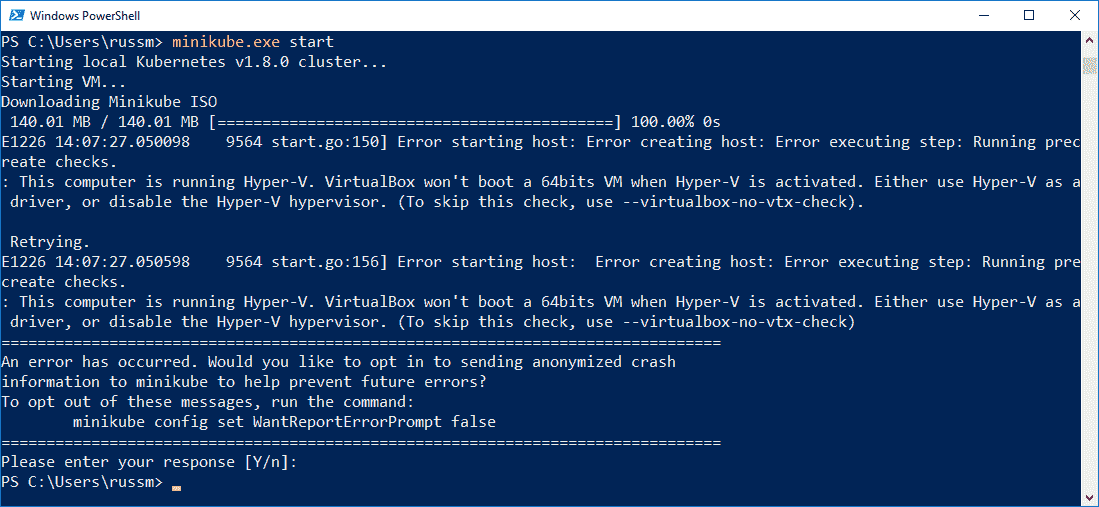 Windows PowerShell
PS C:\Users\russm> minikube.exe start
Starting local Kubernetes v1.8.0 cluster...
Starting VM...
Downloading Minikube ISO
 140.01 MB / 140.01 MB [============================================] 100.00% 0s
E1226 14:07:27.050098    9564 start.go:150] Error starting host: Error creating host: Error executing step: Running prec
reate checks.
: This computer is running Hyper-V. VirtualBox won't boot a 64bits VM when Hyper-V is activated. Either use Hyper-V as a
 driver, or disable the Hyper-V hypervisor. (To skip this check, use --virtualbox-no-vtx-check).
 Retrying.
E1226 14:07:27.050598    9564 start.go:156] Error starting host:  Error creating host: Error executing step: Running pre
create checks.
: This computer is running Hyper-V. VirtualBox won't boot a 64bits VM when Hyper-V is activated. Either use Hyper-V as a
 driver, or disable the Hyper-V hypervisor. (To skip this check, use --virtualbox-no-vtx-check)
================================================================================
An error has occurred. Would you like to opt in to sending anonymized crash
information to minikube to help prevent future errors?
To opt out of these messages, run the command:
        minikube config set WantReportErrorPrompt false
================================================================================
Please enter your response [Y/n]:
PS C:\Users\russm>